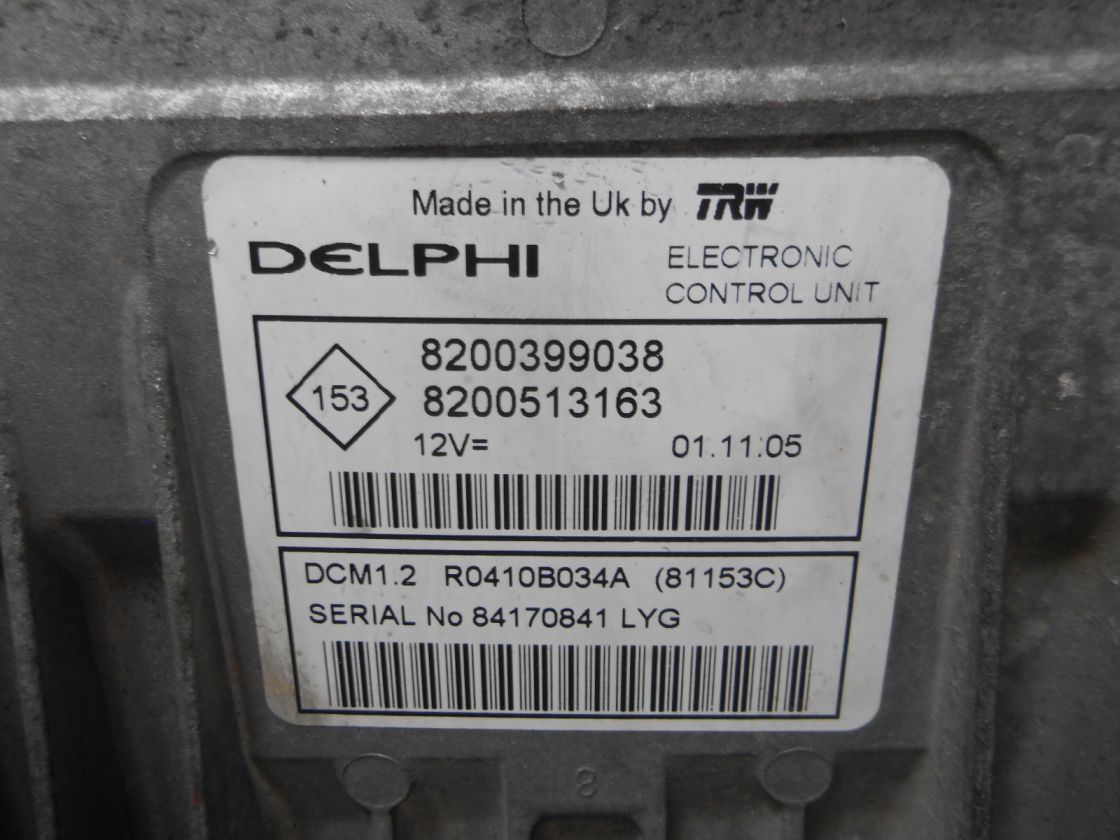 Made in the Uk by TRW
DELPHI
ELECTRONIC
CONTROL UNIT
8200399038
153
8200513163
12V= 01.11.05
DCM1.2 R0410B034A (81153C)
SERIAL No 84170841 LYG
8